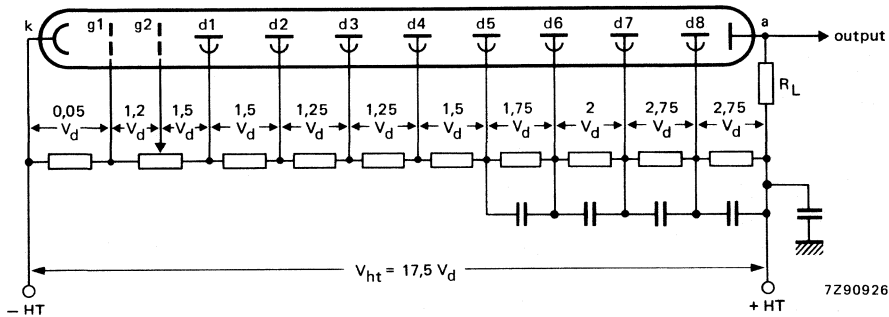 k g1 g2 d1 d2 d3 d4 d5 d6 d7 d8 a output
R_L
0,05 V_d 1,2 V_d 1,5 V_d 1,5 V_d 1,25 V_d 1,25 V_d 1,5 V_d 1,75 V_d 2 V_d 2,75 V_d 2,75 V_d
V_ht = 17,5 V_d
7Z90926
– HT + HT